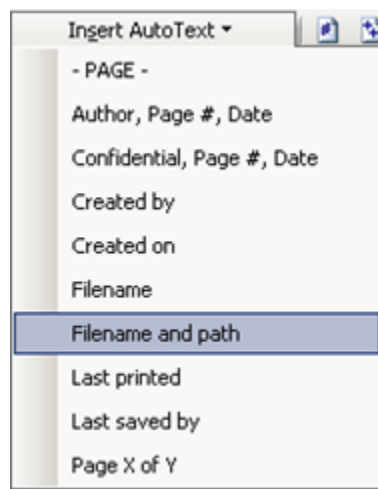 Insert AutoText
- PAGE -
Author, Page #, Date
Confidential, Page #, Date
Created by
Created on
Filename
Filename and path
Last printed
Last saved by
Page X of Y